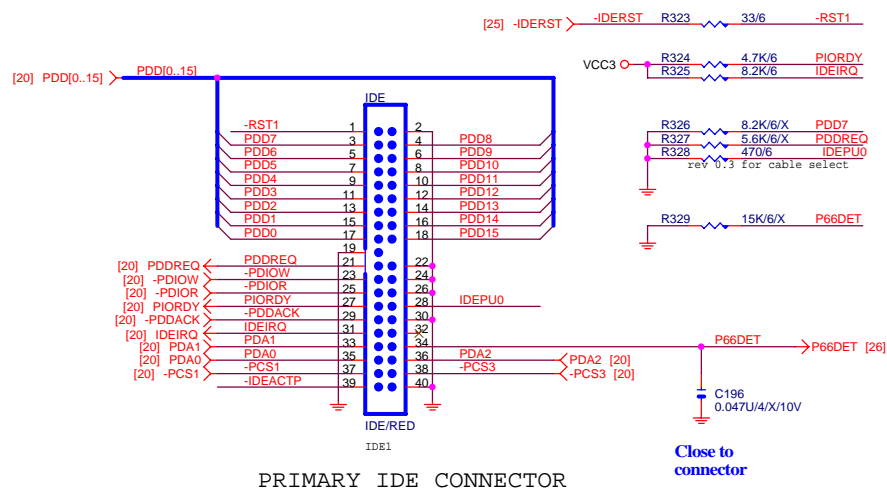 [25] -IDERST -IDERST R323 33/6 -RST1
VCC3 R324 4.7K/6 PIORDY
R325 8.2K/6 IDEIRQ
[20] PDD[0..15] PDD[0..15]
IDE
-RST1 1 2
PDD7 3 4 PDD8
PDD6 5 6 PDD9
PDD5 7 8 PDD10
PDD4 9 10 PDD11
PDD3 11 12 PDD12
PDD2 13 14 PDD13
PDD1 15 16 PDD14
PDD0 17 18 PDD15
19
[20] PDDREQ PDDREQ 21 22
[20] -PDIOW -PDIOW 23 24
[20] -PDIOR -PDIOR 25 26
[20] PIORDY PIORDY 27 28 IDEPU0
[20] -PDDACK -PDDACK 29 30
[20] IDEIRQ IDEIRQ 31 32
[20] PDA1 PDA1 33 34 P66DET P66DET [26]
[20] PDA0 PDA0 35 36 PDA2 PDA2 [20]
[20] -PCS1 -PCS1 37 38 -PCS3 -PCS3 [20]
-IDEACTP 39 40
R326 8.2K/6/X PDD7
R327 5.6K/6/X PDDREQ
R328 470/6 IDEPU0
rev 0.3 for cable select
R329 15K/6/X P66DET
C196
0.047U/4/X/10V
IDE/RED
IDE1
Close to
connector
PRIMARY IDE CONNECTOR